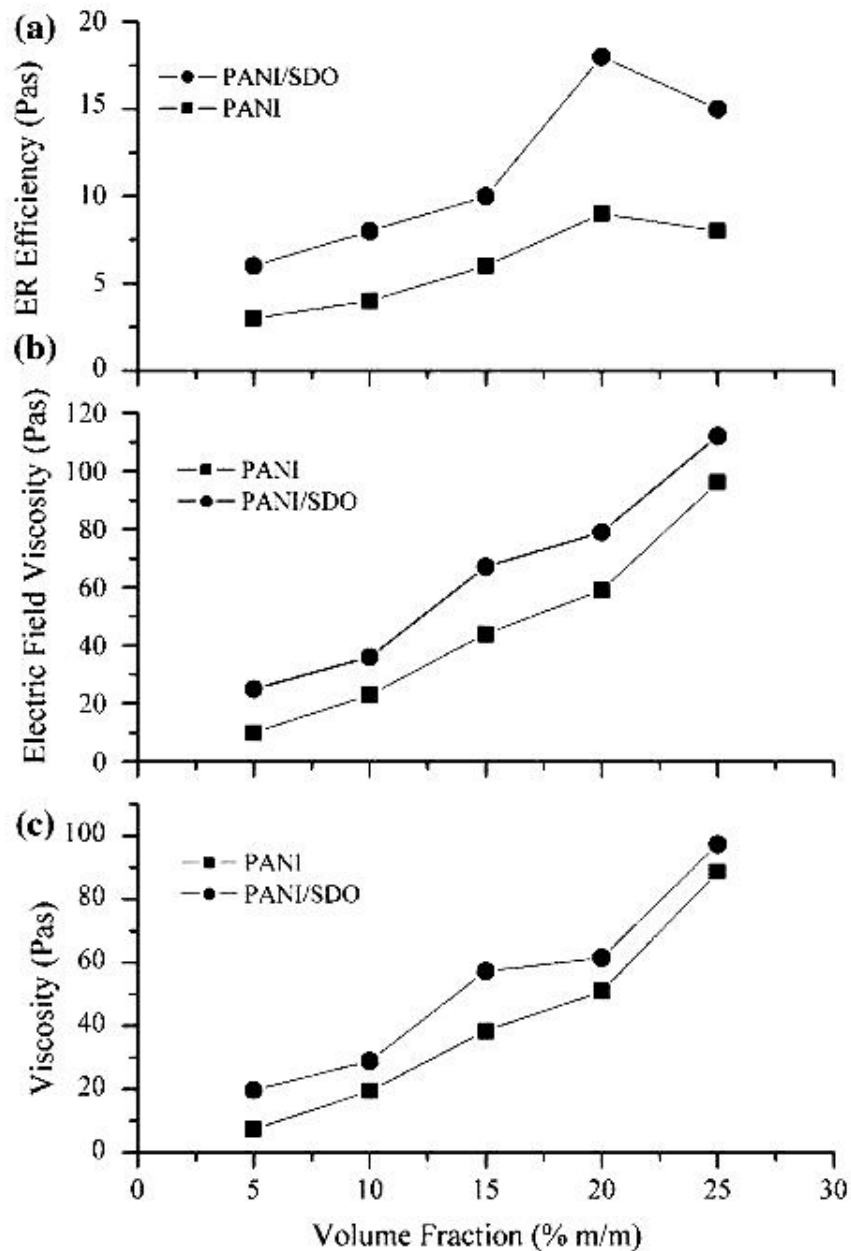 (a)
ER Efficiency (Pas)
20
15
10
5
0
PANI/SDO
PANI
(b)
Electric Field Viscosity (Pas)
120
100
80
60
40
20
0
PANI
PANI/SDO
(c)
Viscosity (Pas)
100
80
60
40
20
0
PANI
PANI/SDO
0 5 10 15 20 25 30
Volume Fraction (% m/m)